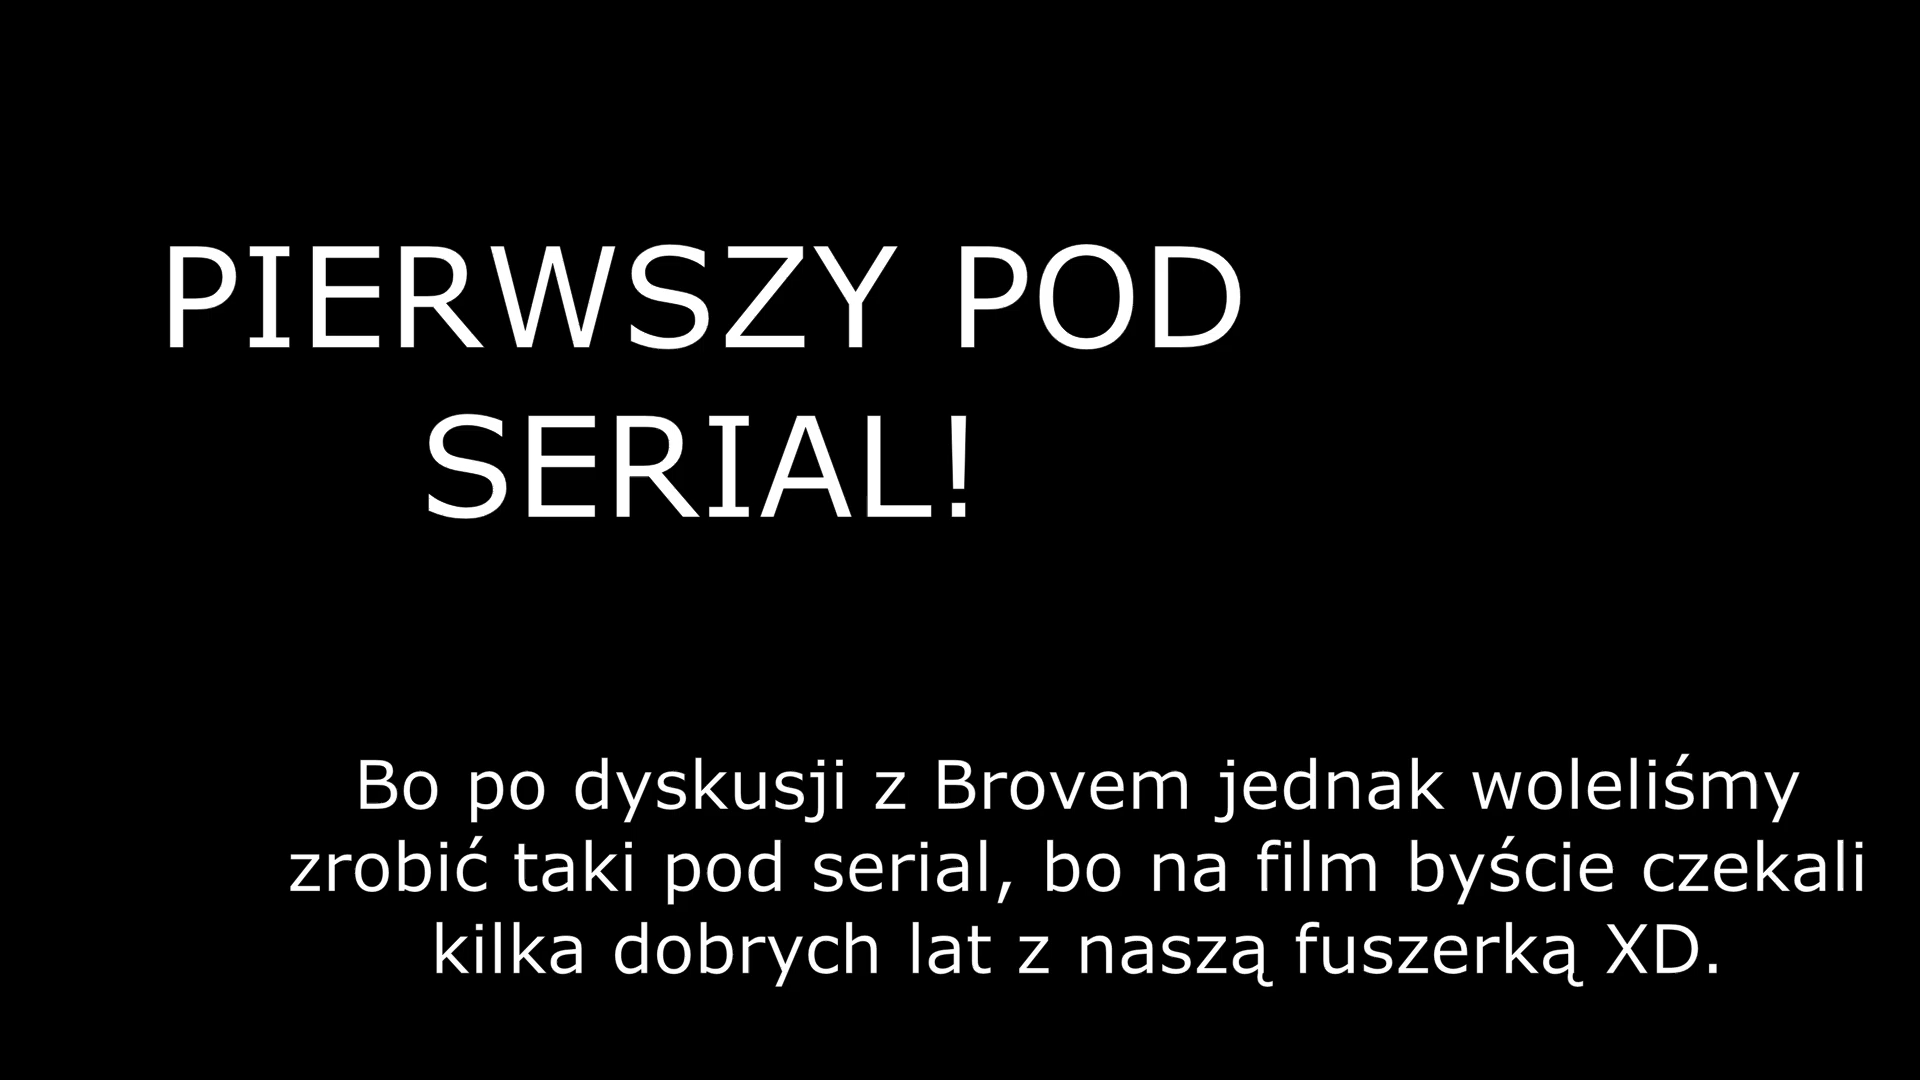 PIERWSZY POD
SERIAL!
Bo po dyskusji z Brovem jednak woleliśmy
zrobić taki pod serial, bo na film byście czekali
kilka dobrych lat z naszą fuszerką XD.